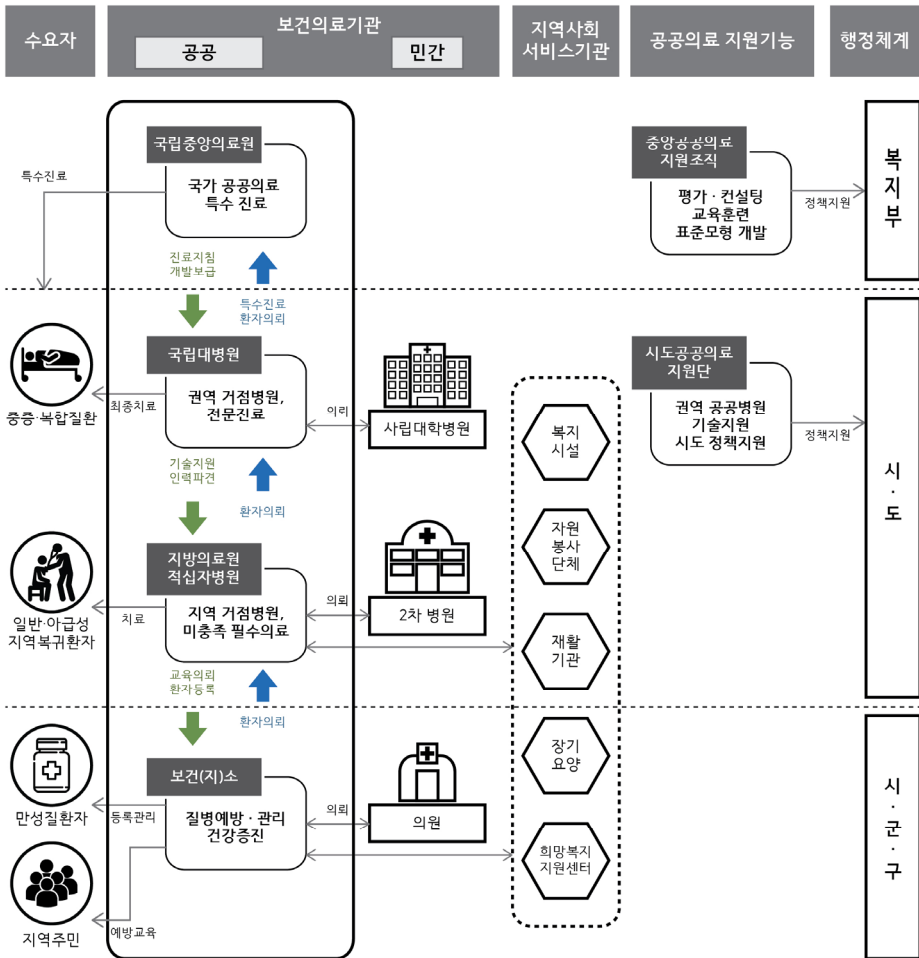 수요자
보건의료기관
공공
민간
지역사회
서비스기관
공공의료 지원기능
행정체계
국립중앙의료원
국가 공공의료
특수 진료
특수진료
중앙공공의료
지원조직
평가 · 컨설팅
교육훈련
표준모형 개발
정책지원
복
지
부
진료지침
개발보급
특수진료
환자의뢰
국립대병원
권역 거점병원,
전문진료
최종치료
중증·복합질환
이리
사립대학병원
복지
시설
시도공공의료
지원단
권역 공공병원
기술지원
시도 정책지원
정책지원
시
·
도
기술지원
인력파견
환자의뢰
지방의료원
적십자병원
지역 거점병원,
미충족 필수의료
치료
일반·아급성
지역복귀환자
의뢰
2차 병원
자원
봉사
단체
재활
기관
교육의뢰
환자등록
환자의뢰
보건(지)소
질병예방 · 관리
건강증진
등록관리
만성질환자
예방교육
지역주민
의뢰
의원
장기
요양
희망복지
지원센터
시
·
군
·
구